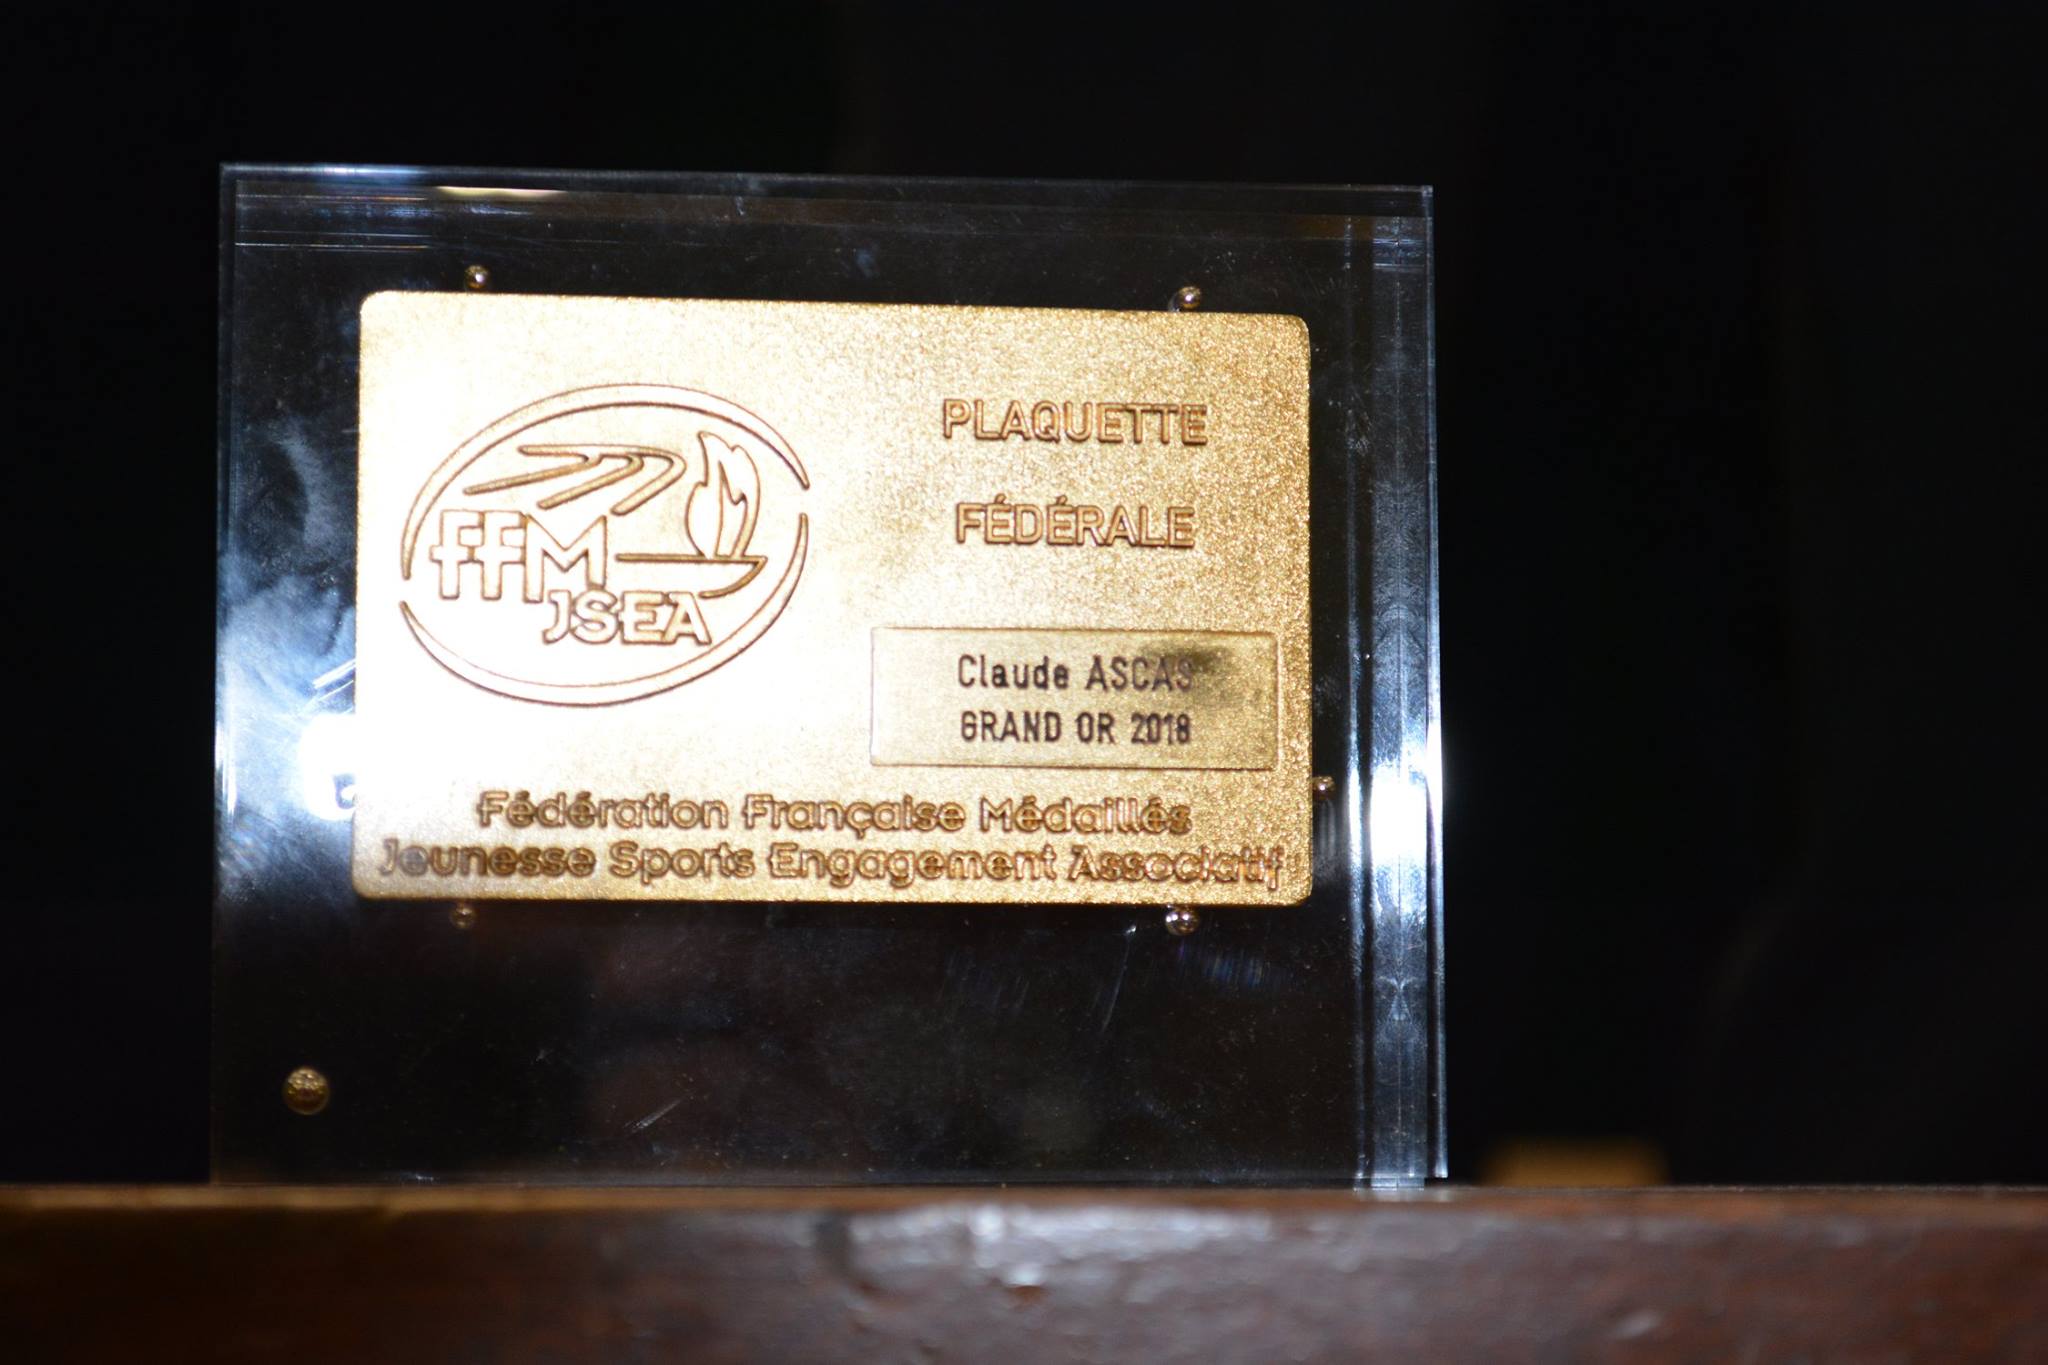 FFM
JSEA
PLAQUETTE
FÉDÉRALE
Claude ASCAS
GRAND OR 2018
Fédération Française Médaillés
Jeunesse Sports Engagement Associatif